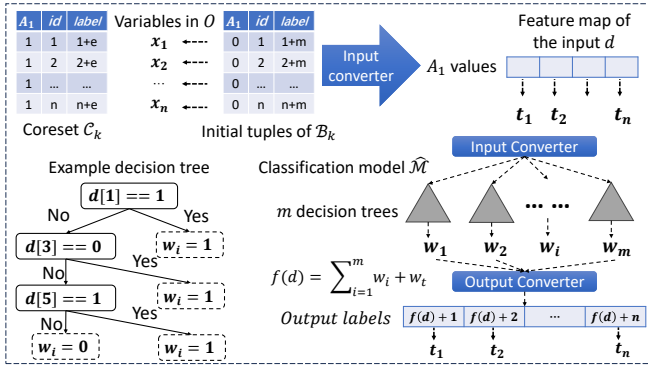 A₁ id label
1 1 1+e
1 2 2+e
1 ... ...
1 n n+e
Coreset 𝒞ₖ
Variables in O
x₁
x₂
...
xₙ
A₁ id label
0 1 1+m
0 2 2+m
0 ... ...
0 n n+m
Initial tuples of ℬₖ
Input
converter
Feature map of
the input d
A₁ values
t₁ t₂ tₙ
Example decision tree
d[1] == 1
No Yes
d[3] == 0 wᵢ = 1
No Yes
d[5] == 1 wᵢ = 1
No Yes
wᵢ = 0 wᵢ = 1
Classification model ℳ̂
Input Converter
m decision trees ... ...
w₁ w₂ wᵢ wₘ
f(d) = ∑ᵢ₌₁ᵐ wᵢ + wₜ
Output Converter
Output labels f(d) + 1 f(d) + 2 ... f(d) + n
t₁ t₂ tₙ